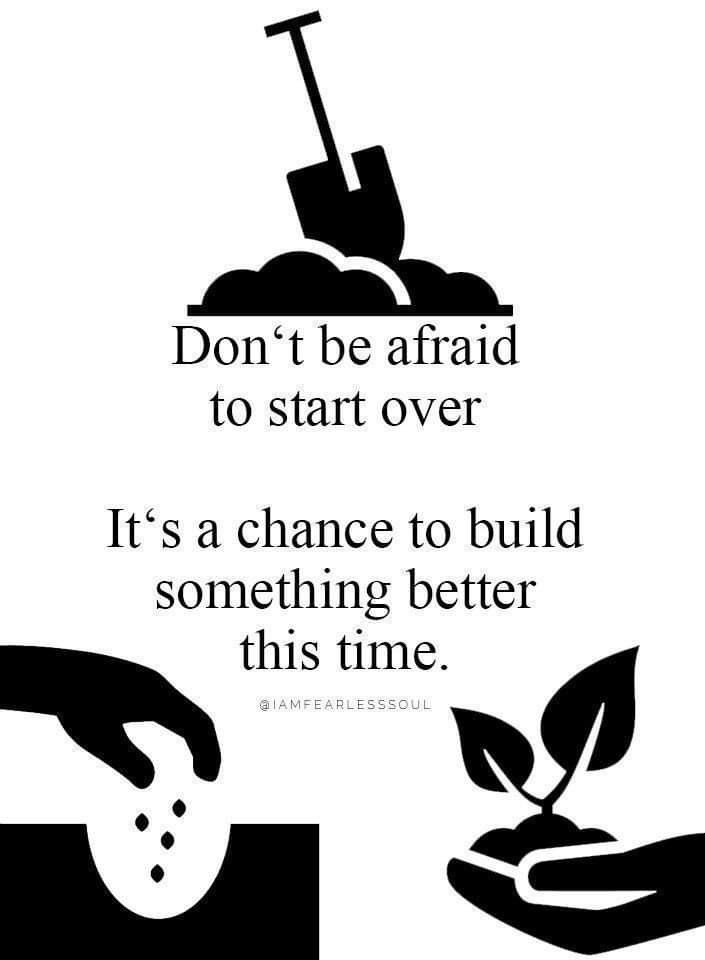 Don‘t be afraid
to start over
It‘s a chance to build
something better
this time.
@IAMFEARLESSSOUL